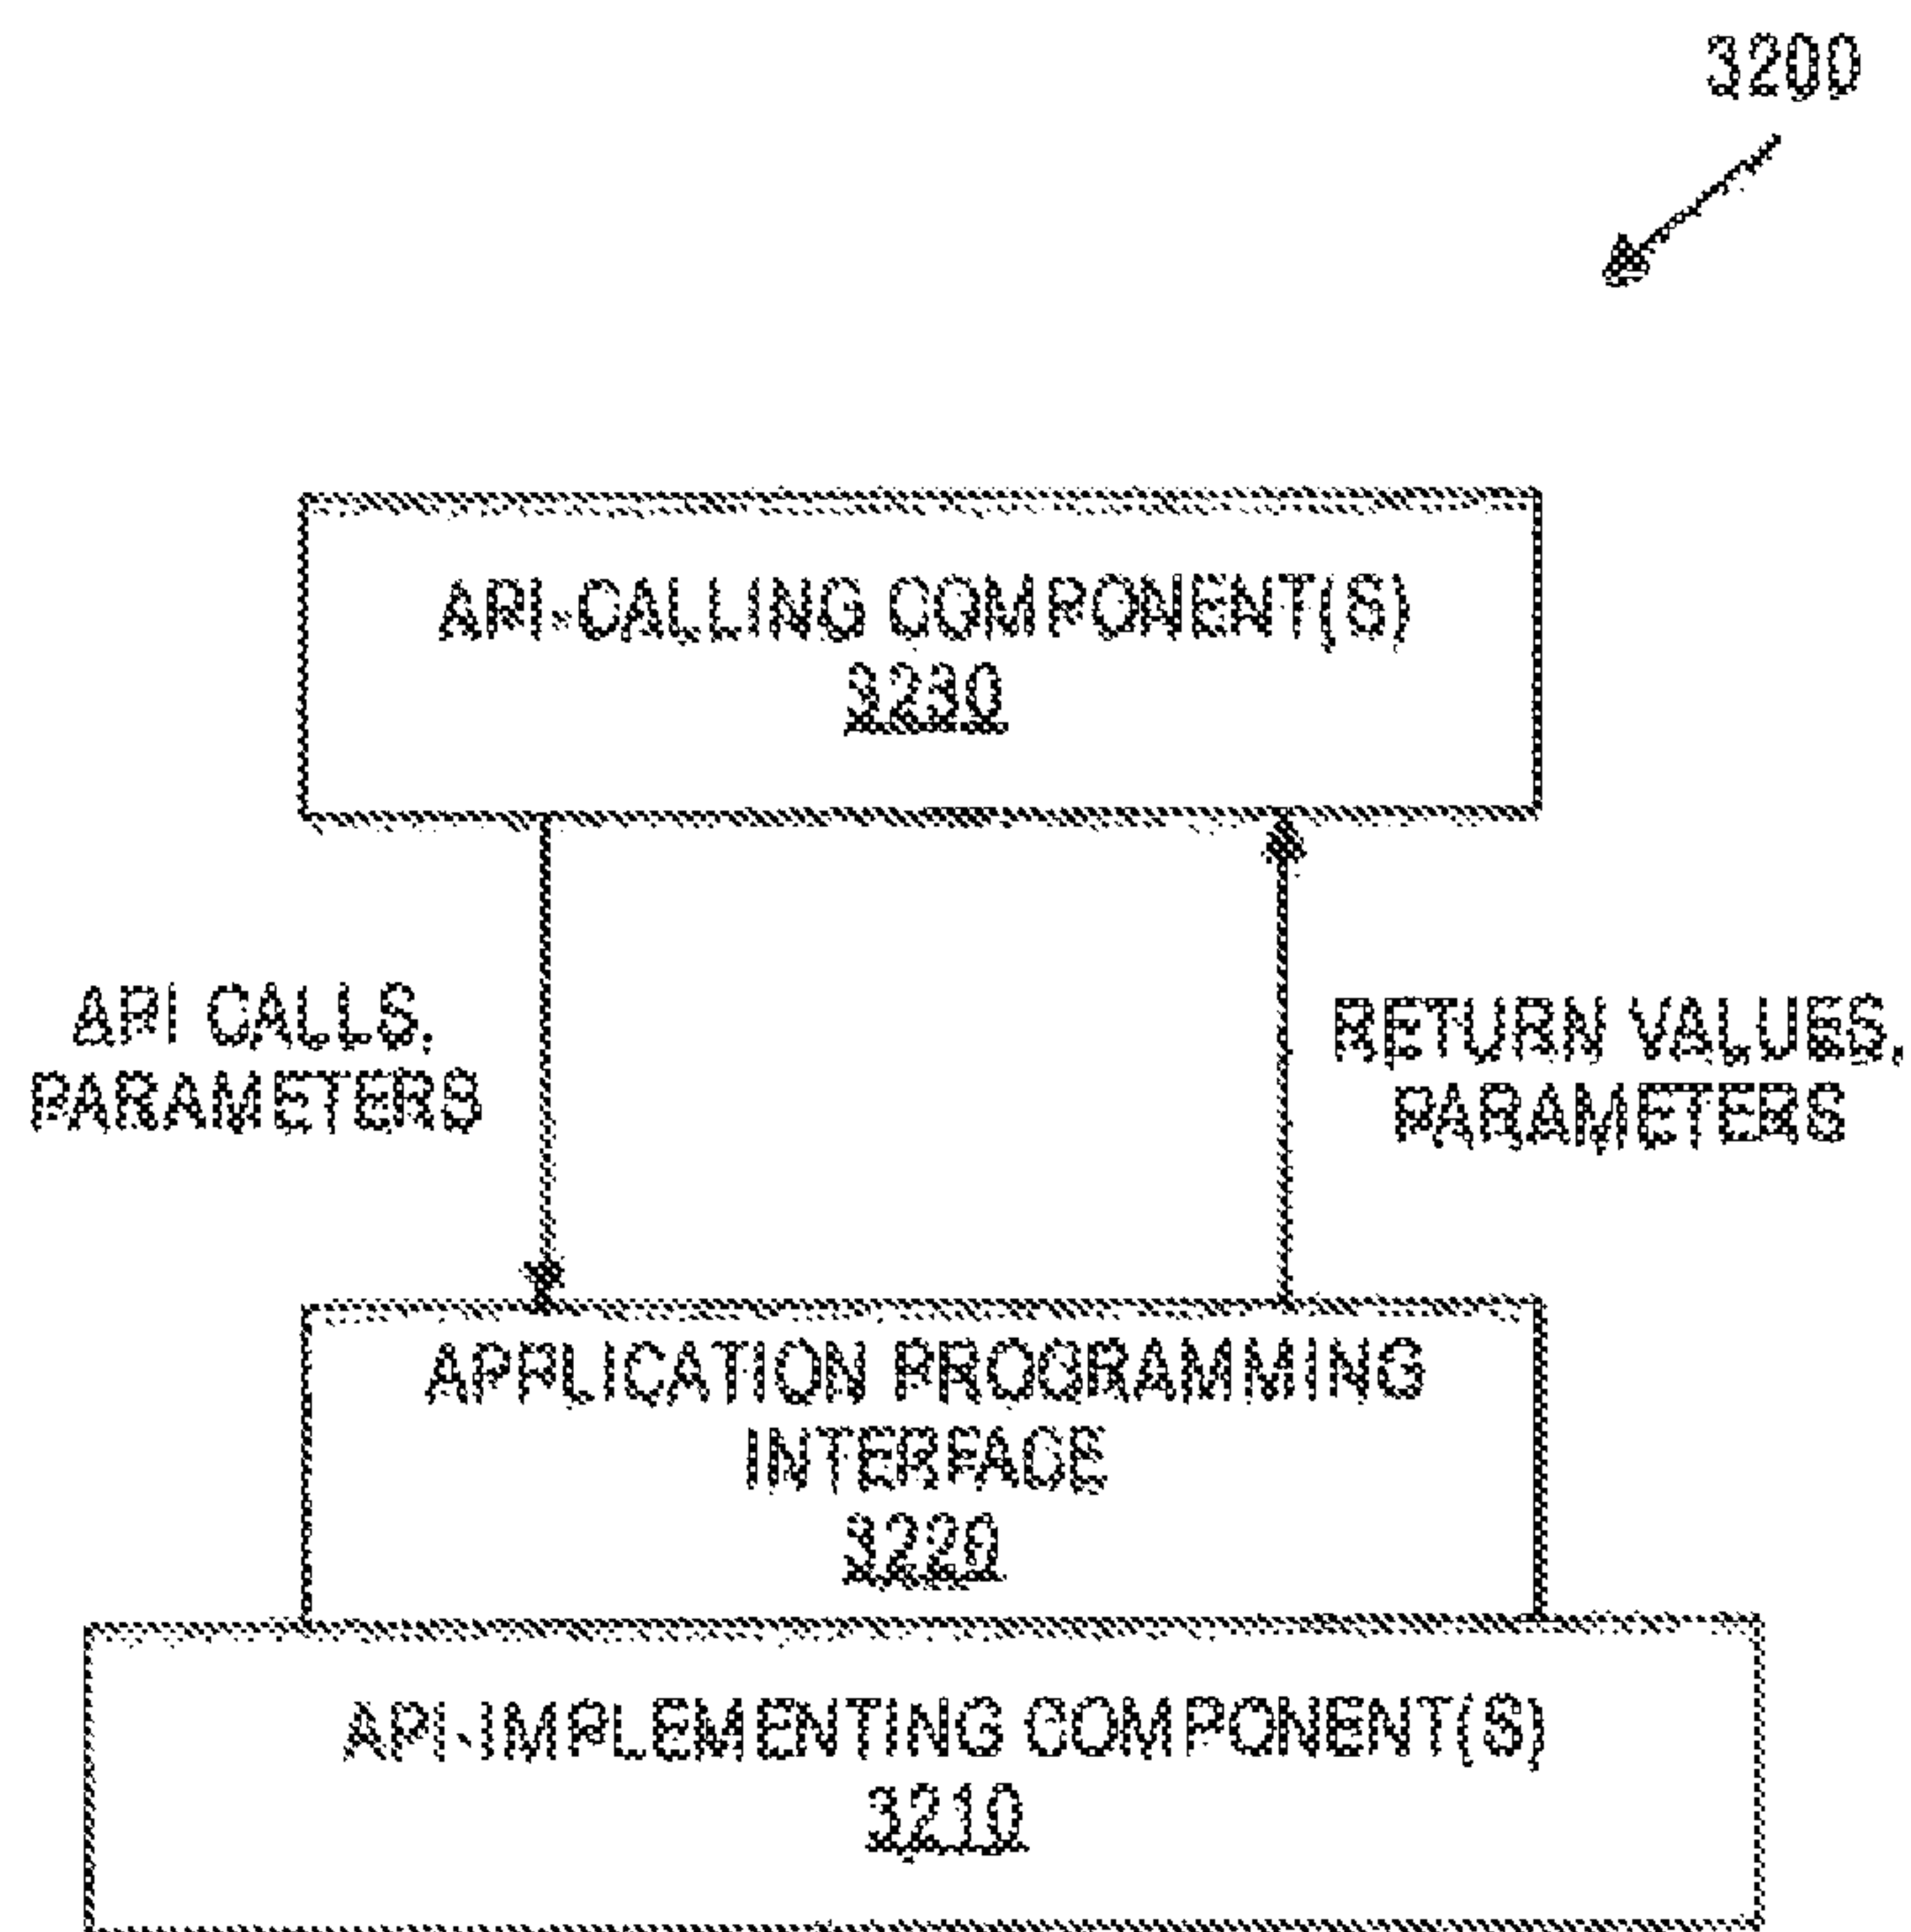 3200
API-CALLING COMPONENT(S)
3230
API CALLS,
PARAMETERS
RETURN VALUES,
PARAMETERS
APPLICATION PROGRAMMING
INTERFACE
3220
API-IMPLEMENTING COMPONENT(S)
3210